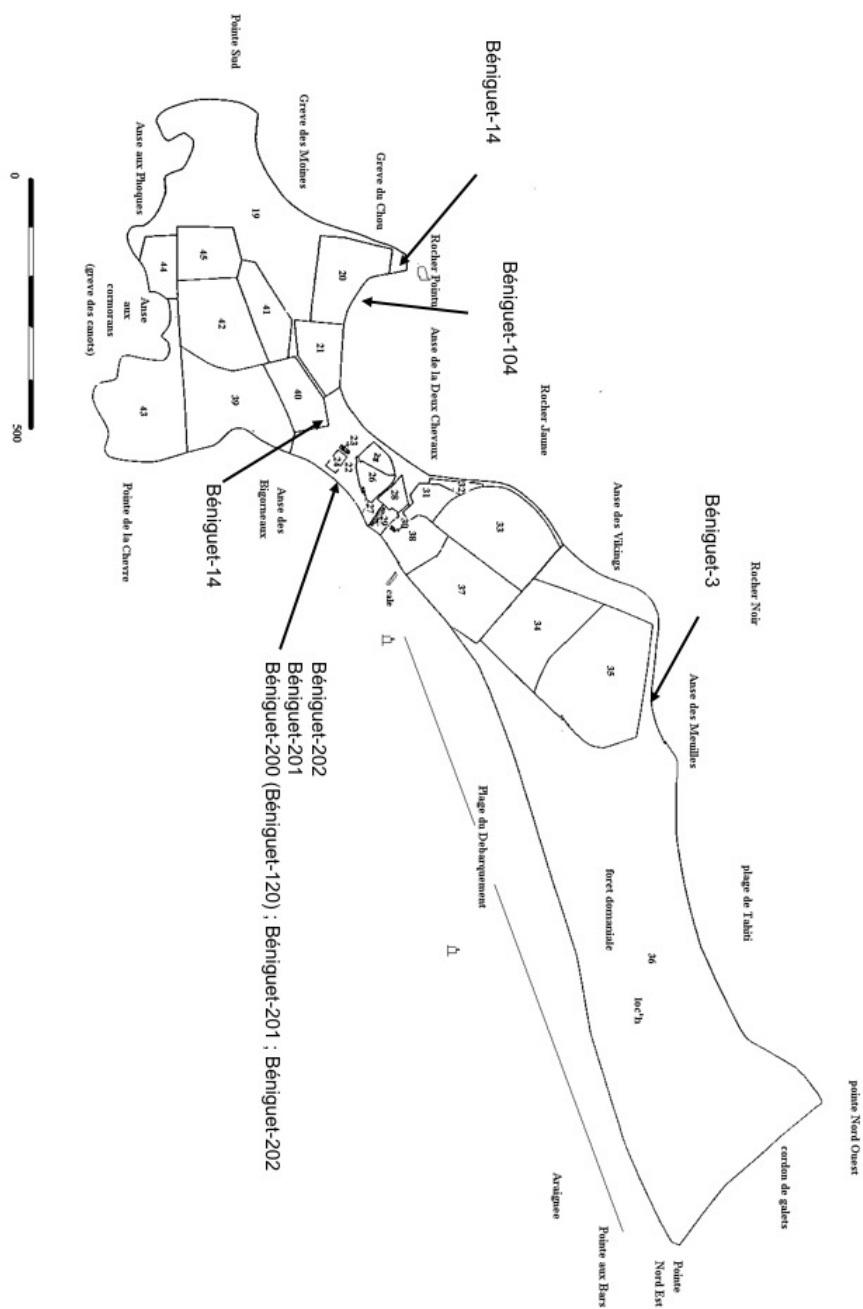 Pointe Sud
Greve des Moines
Béniguet-14
Greve du Chou
Rocher Pointu
Béniguet-104
Anse de la Deux Chevaux
Rocher Jaune
Anse des Vikings
Béniguet-3
Rocher Noir
Anse des Meuilles
plage de Tahiti
pointe Nord Ouest
cordon de galets
Pointe
Nord Est
Pointe aux Bars
Araignee
Plage du Debarquement
foret domaniale
36
loc'h
35
34
33
37
38
32
31
30
28
29
27
26
22
23
24
cale
21
20
19
40
41
42
39
45
44
43
Anse aux Phoques
Anse
aux
cormorans
(greve des canots)
Pointe de la Chevre
Anse des
Bigorneaux
Béniguet-14
Béniguet-202
Béniguet-201
Béniguet-200 (Béniguet-120) ; Béniguet-201 ; Béniguet-202
0
500